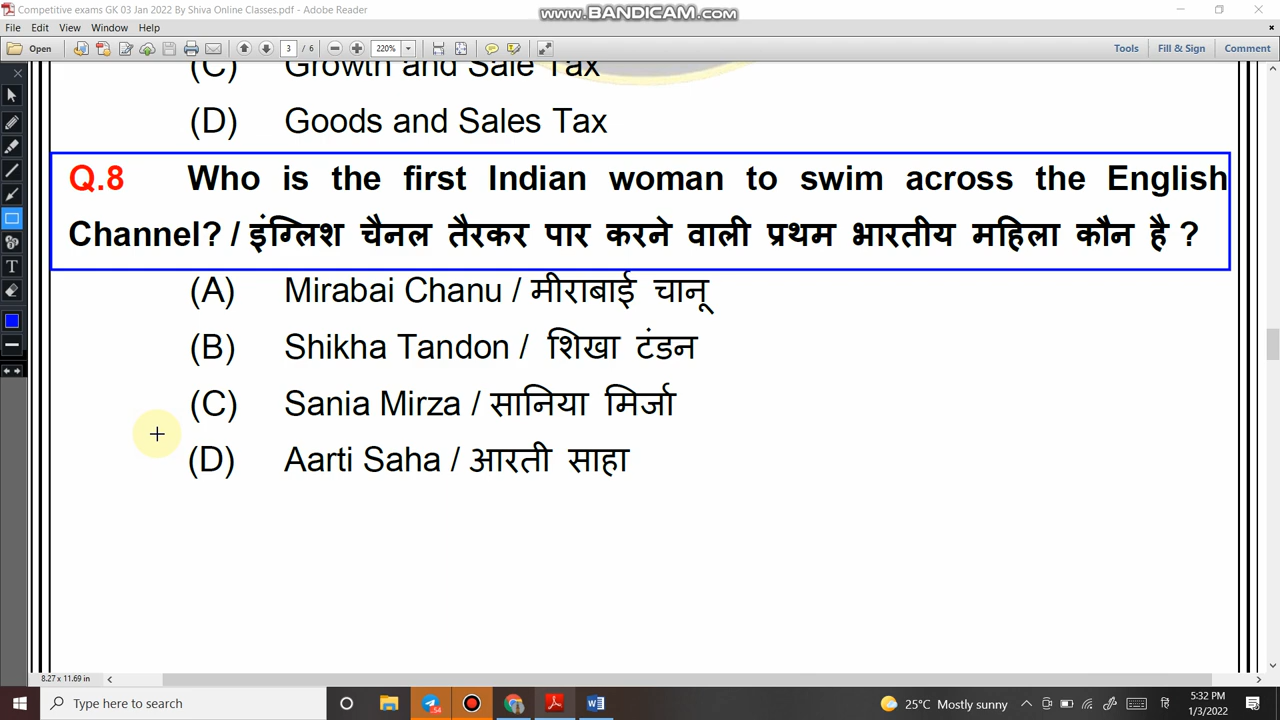 Competitive exams GK 03 Jan 2022 By Shiva Online Classes.pdf - Adobe Reader
www.BANDICAM.com
File Edit View Window Help
Open 3 / 6 220% Tools Fill & Sign Comment
(C) Growth and Sale Tax
(D) Goods and Sales Tax
Q.8 Who is the first Indian woman to swim across the English
Channel? / इंग्लिश चैनल तैरकर पार करने वाली प्रथम भारतीय महिला कौन है ?
(A) Mirabai Chanu / मीराबाई चानू
(B) Shikha Tandon / शिखा टंडन
(C) Sania Mirza / सानिया मिर्जा
(D) Aarti Saha / आरती साहा
8.27 x 11.69 in
Type here to search 25°C Mostly sunny हि 5:32 PM
1/3/2022